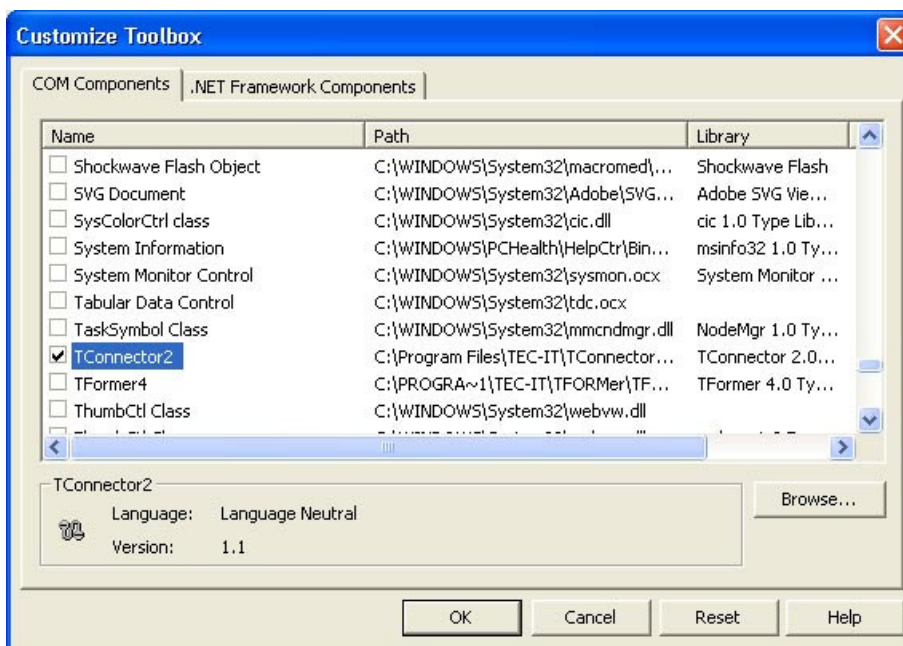 Customize Toolbox
COM Components .NET Framework Components
Name Path Library
Shockwave Flash Object C:\WINDOWS\System32\macromed\... Shockwave Flash
SVG Document C:\WINDOWS\System32\Adobe\SVG... Adobe SVG Vie...
SysColorCtrl class C:\WINDOWS\System32\cic.dll cic 1.0 Type Lib...
System Information C:\WINDOWS\PCHealth\HelpCtr\Bin... msinfo32 1.0 Ty...
System Monitor Control C:\WINDOWS\System32\sysmon.ocx System Monitor ...
Tabular Data Control C:\WINDOWS\System32\tdc.ocx
TaskSymbol Class C:\WINDOWS\System32\mmcndmgr.dll NodeMgr 1.0 Ty...
TConnector2 C:\Program Files\TEC-IT\TConnector... TConnector 2.0...
TFormer4 C:\PROGRA~1\TEC-IT\TFORMer\TF... TFormer 4.0 Ty...
ThumbCtl Class C:\WINDOWS\System32\webvw.dll
TConnector2
Language: Language Neutral
Version: 1.1
Browse...
OK Cancel Reset Help